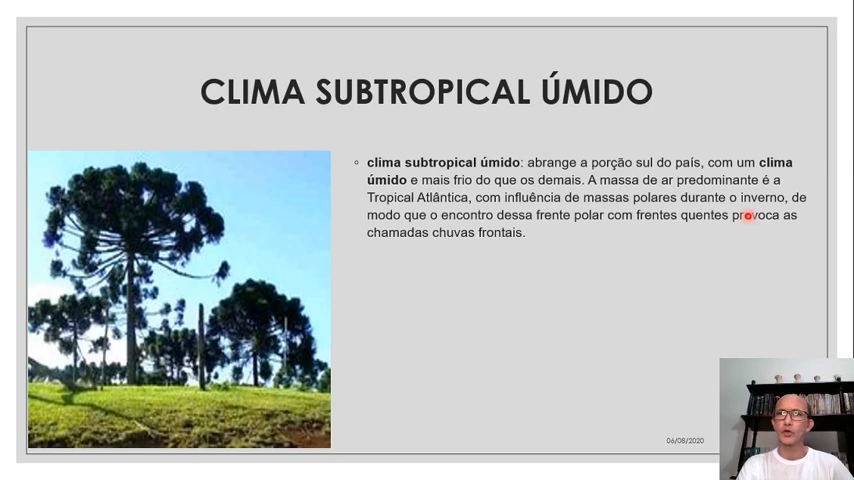 CLIMA SUBTROPICAL ÚMIDO
clima subtropical úmido: abrange a porção sul do país, com um clima
úmido e mais frio do que os demais. A massa de ar predominante é a
Tropical Atlântica, com influência de massas polares durante o inverno, de
modo que o encontro dessa frente polar com frentes quentes provoca as
chamadas chuvas frontais.
06/08/2020